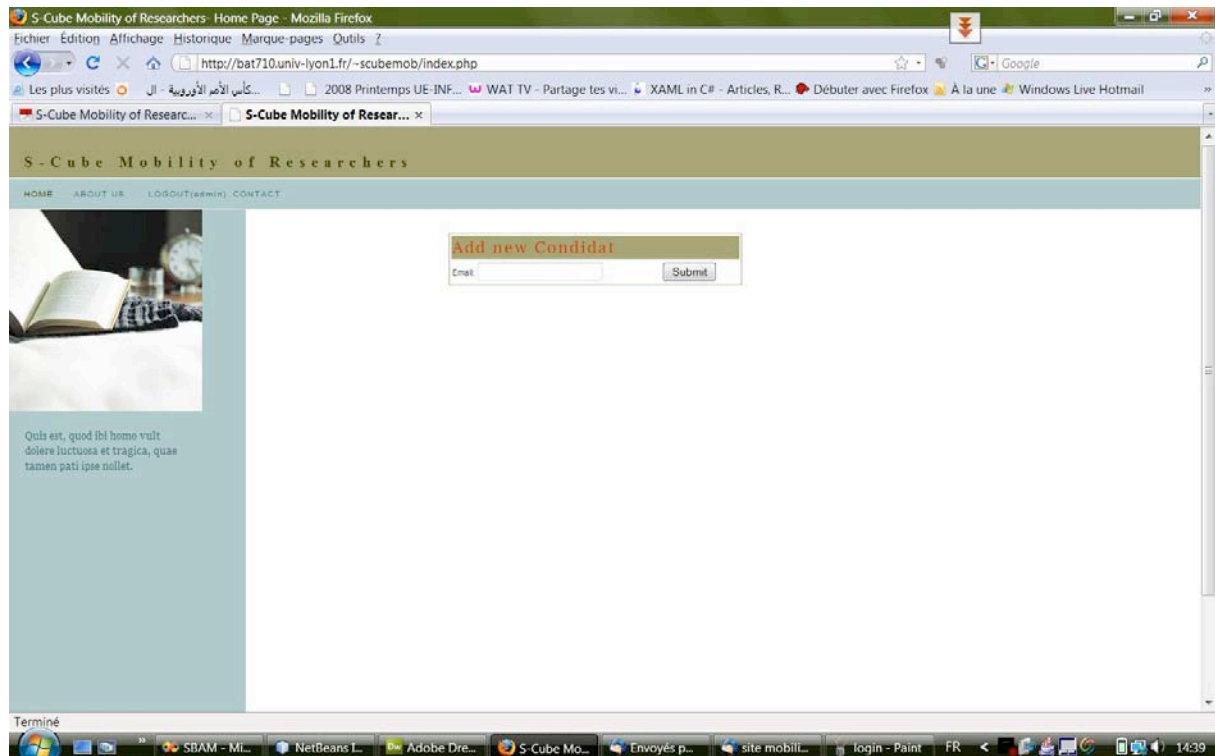 S-Cube Mobility of Researchers- Home Page - Mozilla Firefox
Fichier Édition Affichage Historique Marque-pages Outils ?
http://bat710.univ-lyon1.fr/~scubemob/index.php
Google
Les plus visités كأس الأمم الأوروبية - ال... 2008 Printemps UE-INF... WAT TV - Partage tes vi... XAML in C# - Articles, R... Débuter avec Firefox À la une Windows Live Hotmail
S-Cube Mobility of Researc... S-Cube Mobility of Resear...
S-Cube Mobility of Researchers
HOME ABOUT US LOGOUT(admin) CONTACT
Add new Condidat
Email: Submit
Quis est, quod ibi homo vult
dolere luctuosa et tragica, quae
tamen pati ipse nollet.
Terminé
SBAM - Mi... NetBeans I... Adobe Dre... S-Cube Mo... Envoyés p... site mobili... login - Paint FR 14:39